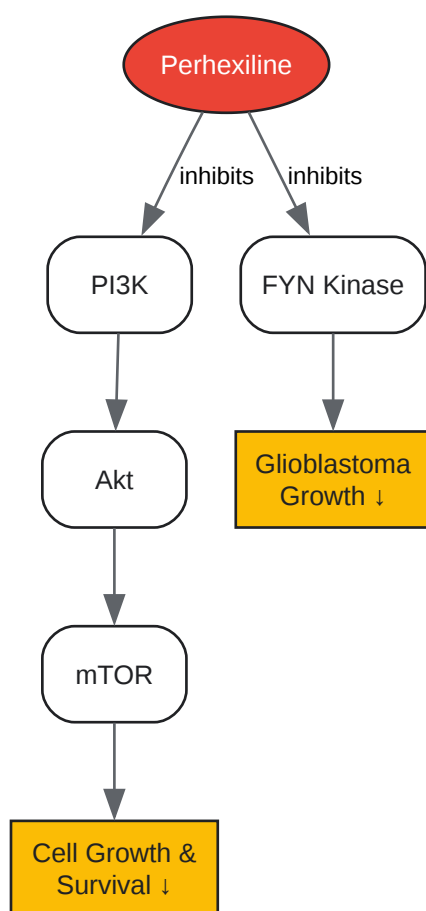 Perhexiline
inhibits
inhibits
PI3K
FYN Kinase
Akt
Glioblastoma
Growth ↓
mTOR
Cell Growth &
Survival ↓